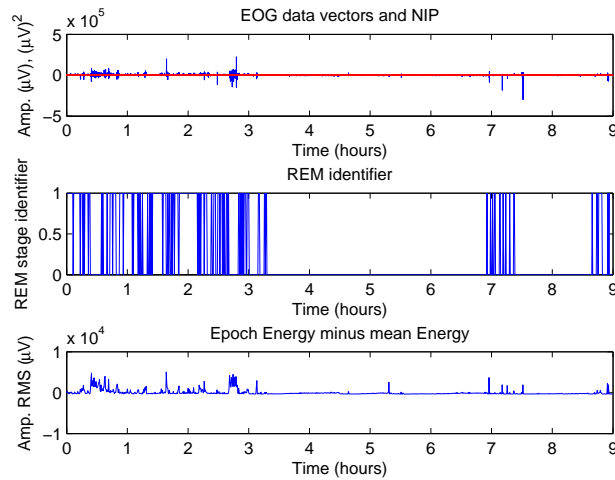 EOG data vectors and NIP
x 10^5
Amp. (μV), (μV)^2
5
0
−5
0 1 2 3 4 5 6 7 8 9
Time (hours)
REM identifier
REM stage identifier
1
0.5
0
0 1 2 3 4 5 6 7 8 9
Time (hours)
Epoch Energy minus mean Energy
x 10^4
Amp. RMS (μV)
1
0
−1
0 1 2 3 4 5 6 7 8 9
Time (hours)